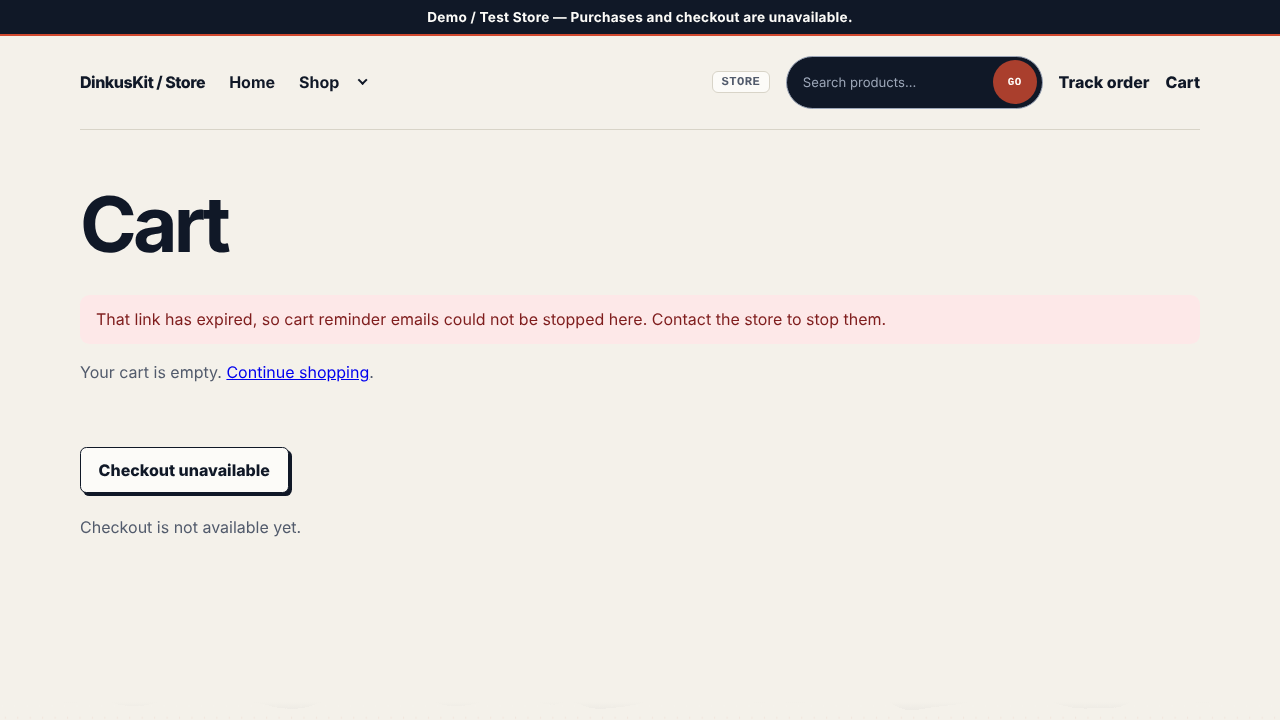 Demo / Test Store — Purchases and checkout are unavailable.
DinkusKit / Store Home Shop STORE Search products... GO Track order Cart
Cart
That link has expired, so cart reminder emails could not be stopped here. Contact the store to stop them.
Your cart is empty. Continue shopping.
Checkout unavailable
Checkout is not available yet.